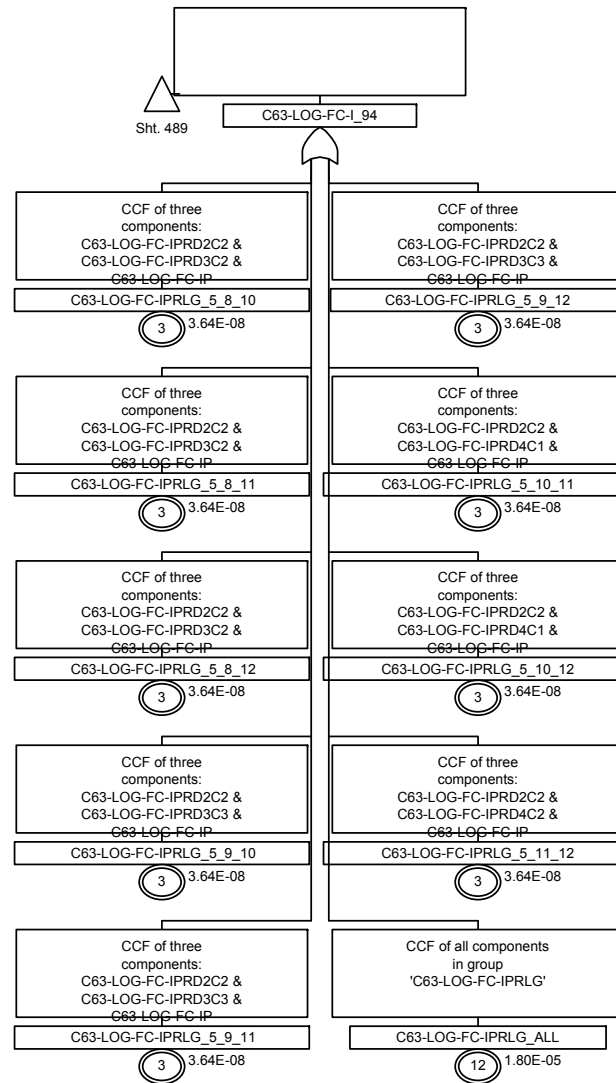 C63-LOG-FC-I_94
Sht. 489
CCF of three
components:
C63-LOG-FC-IPRD2C2 &
C63-LOG-FC-IPRD3C2 &
C63-LOG-FC-IP
C63-LOG-FC-IPRLG_5_8_10
3
3.64E-08
CCF of three
components:
C63-LOG-FC-IPRD2C2 &
C63-LOG-FC-IPRD3C3 &
C63-LOG-FC-IP
C63-LOG-FC-IPRLG_5_9_12
3
3.64E-08
CCF of three
components:
C63-LOG-FC-IPRD2C2 &
C63-LOG-FC-IPRD3C2 &
C63-LOG-FC-IP
C63-LOG-FC-IPRLG_5_8_11
3
3.64E-08
CCF of three
components:
C63-LOG-FC-IPRD2C2 &
C63-LOG-FC-IPRD4C1 &
C63-LOG-FC-IP
C63-LOG-FC-IPRLG_5_10_11
3
3.64E-08
CCF of three
components:
C63-LOG-FC-IPRD2C2 &
C63-LOG-FC-IPRD3C2 &
C63-LOG-FC-IP
C63-LOG-FC-IPRLG_5_8_12
3
3.64E-08
CCF of three
components:
C63-LOG-FC-IPRD2C2 &
C63-LOG-FC-IPRD4C1 &
C63-LOG-FC-IP
C63-LOG-FC-IPRLG_5_10_12
3
3.64E-08
CCF of three
components:
C63-LOG-FC-IPRD2C2 &
C63-LOG-FC-IPRD3C3 &
C63-LOG-FC-IP
C63-LOG-FC-IPRLG_5_9_10
3
3.64E-08
CCF of three
components:
C63-LOG-FC-IPRD2C2 &
C63-LOG-FC-IPRD4C2 &
C63-LOG-FC-IP
C63-LOG-FC-IPRLG_5_11_12
3
3.64E-08
CCF of three
components:
C63-LOG-FC-IPRD2C2 &
C63-LOG-FC-IPRD3C3 &
C63-LOG-FC-IP
C63-LOG-FC-IPRLG_5_9_11
3
3.64E-08
CCF of all components
in group
'C63-LOG-FC-IPRLG'
C63-LOG-FC-IPRLG_ALL
12
1.80E-05